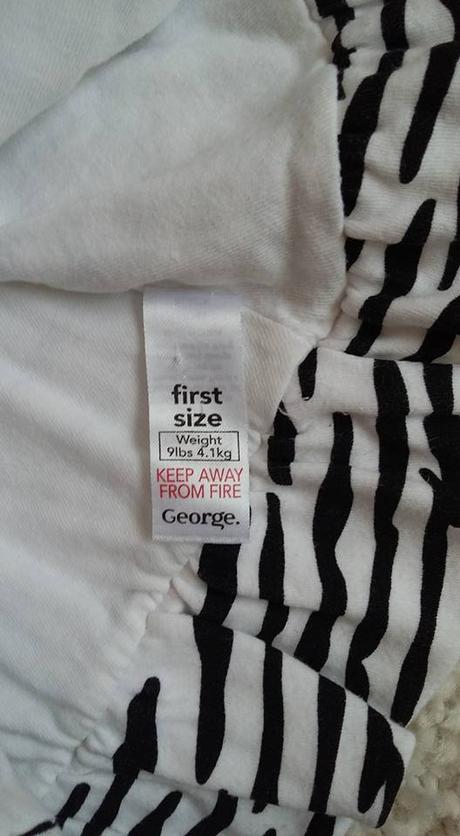 first
size
Weight
9lbs 4.1kg
KEEP AWAY
FROM FIRE
George.